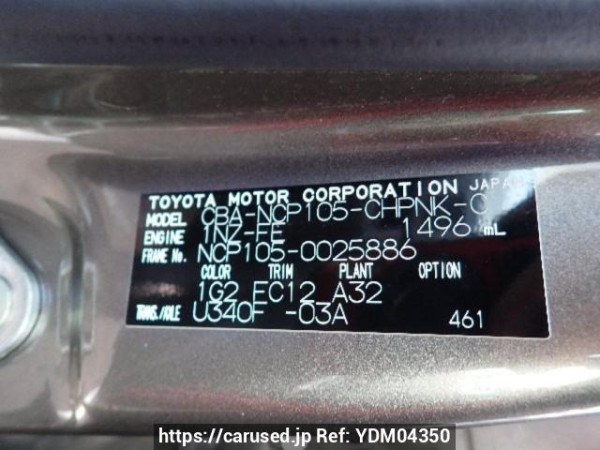 TOYOTA MOTOR CORPORATION JAPAN
MODEL CBA-NCP105-CHPNK-
ENGINE 1NZ-FE 1496 mL
FRAME No. NCP105-0025886
COLOR TRIM PLANT OPTION
1G2 FC12 A32
TRANS./AXLE U340F -03A 461
https://carused.jp Ref: YDM04350